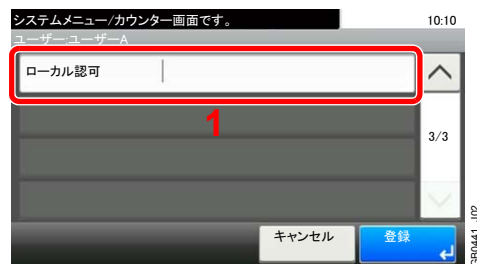 システムメニュー/カウンター画面です。 10:10
ユーザー:ユーザーA
ローカル認可
1
3/3
キャンセル 登録
GB0441_J02